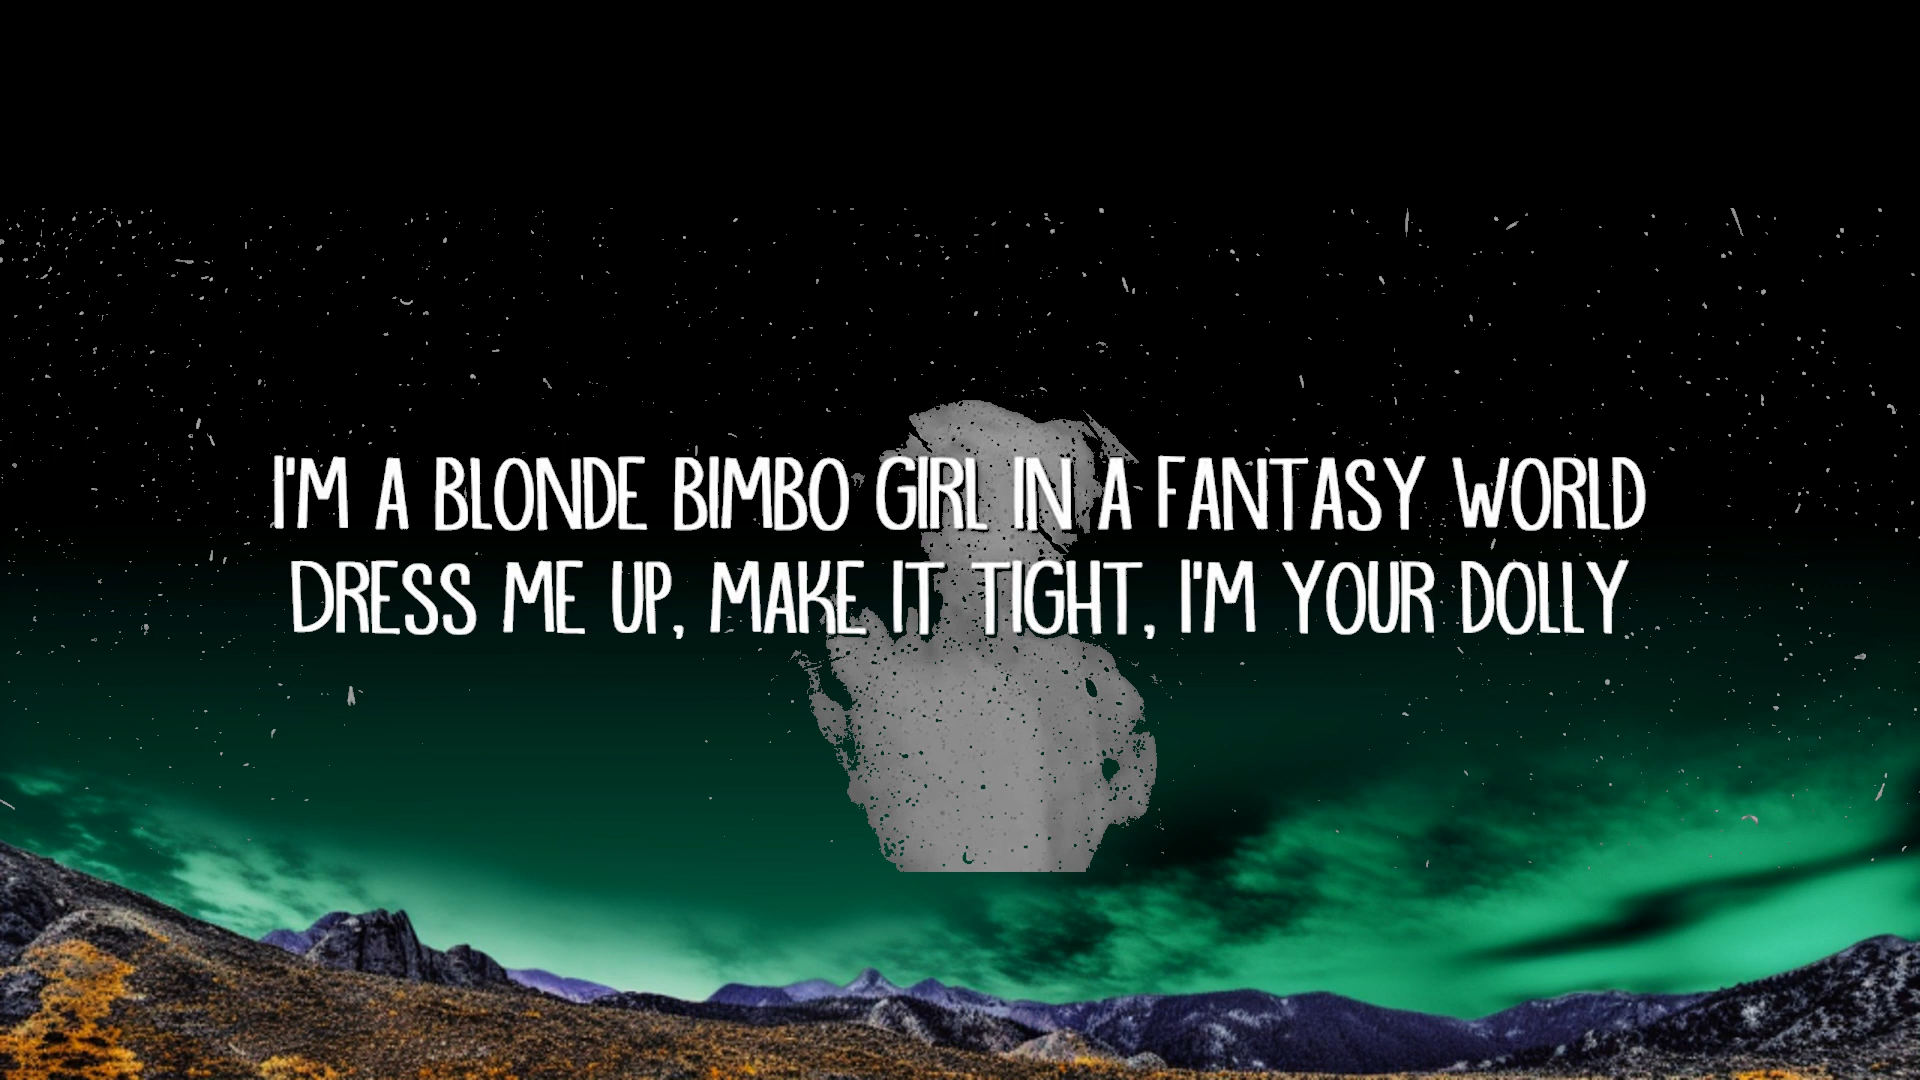 I'M A BLONDE BIMBO GIRL IN A FANTASY WORLD
DRESS ME UP, MAKE IT TIGHT, I'M YOUR DOLLY